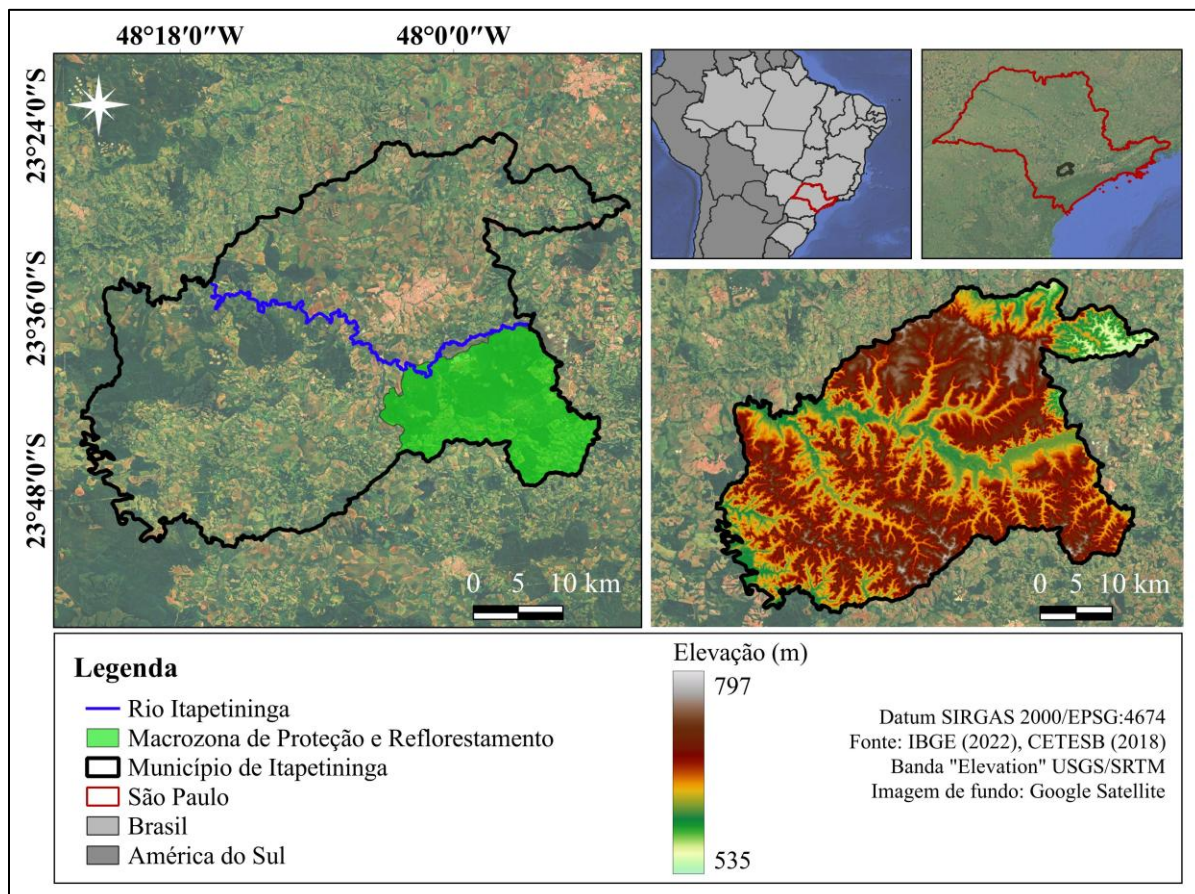 48°18′0″W 48°0′0″W
23°24′0″S
23°36′0″S
23°48′0″S
0 5 10 km
0 5 10 km
Legenda
Rio Itapetininga
Macrozona de Proteção e Reflorestamento
Município de Itapetininga
São Paulo
Brasil
América do Sul
Elevação (m)
797
535
Datum SIRGAS 2000/EPSG:4674
Fonte: IBGE (2022), CETESB (2018)
Banda "Elevation" USGS/SRTM
Imagem de fundo: Google Satellite